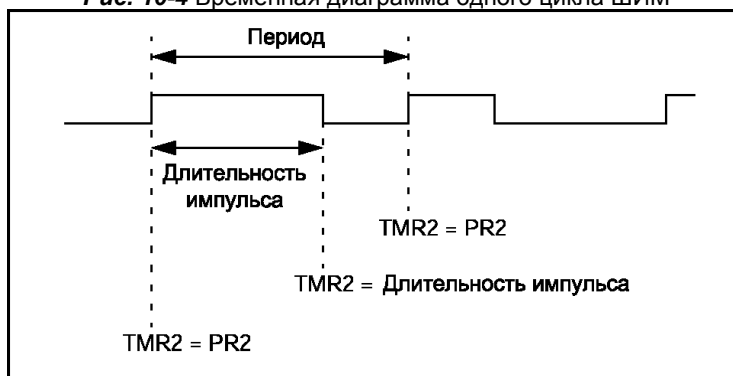 Рис. 10-4 Временная диаграмма одного цикла ШИМ
Период
Длительность
импульса
TMR2 = PR2
TMR2 = Длительность импульса
TMR2 = PR2